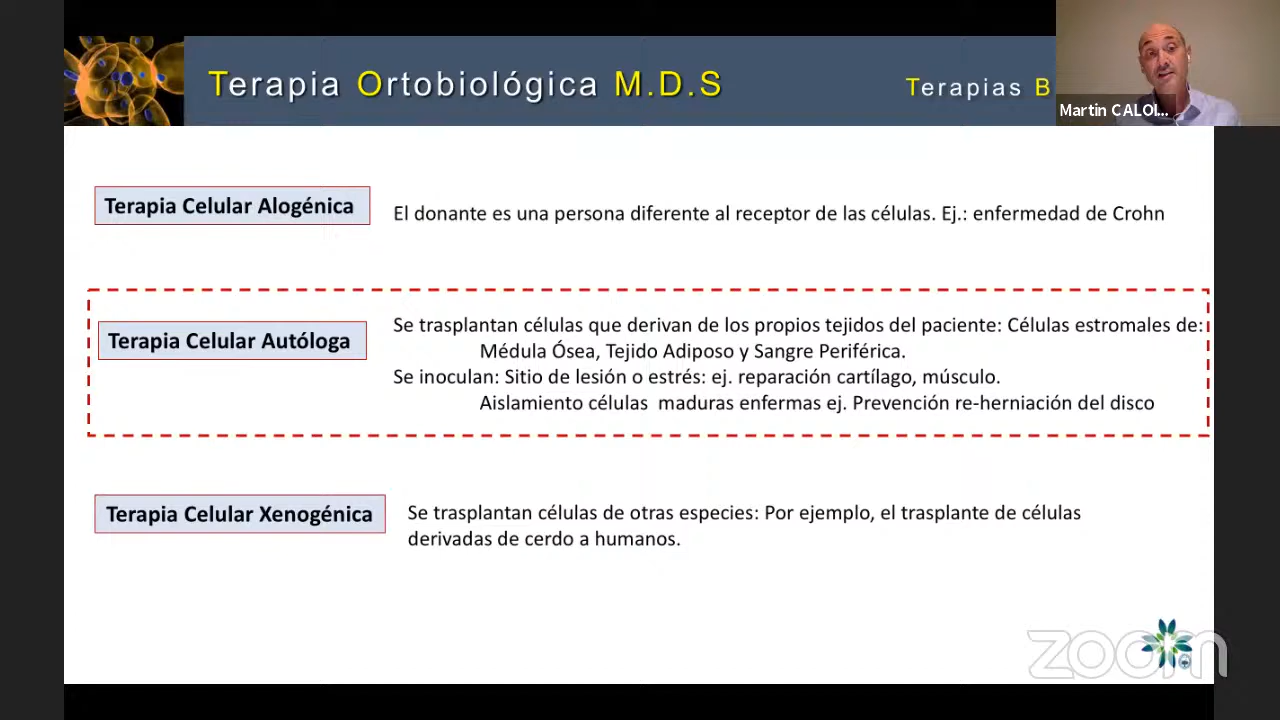 Terapia Ortobiológica M.D.S
Terapias B
Martin CALOI...
Terapia Celular Alogénica
El donante es una persona diferente al receptor de las células. Ej.: enfermedad de Crohn
Terapia Celular Autóloga
Se trasplantan células que derivan de los propios tejidos del paciente: Células estromales de:
Médula Ósea, Tejido Adiposo y Sangre Periférica.
Se inoculan: Sitio de lesión o estrés: ej. reparación cartílago, músculo.
Aislamiento células maduras enfermas ej. Prevención re-herniación del disco
Terapia Celular Xenogénica
Se trasplantan células de otras especies: Por ejemplo, el trasplante de células
derivadas de cerdo a humanos.
zoom